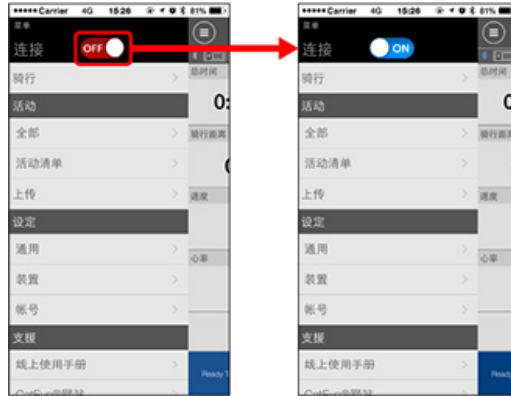 Carrier 4G 15:26 81%
菜单
连接 OFF
骑行
活动
全部
活动清单
上传
设定
通用
装置
帐号
支援
线上使用手册
总时间
0:
骑行距离
速度
心率
Ready
Carrier 4G 15:26 81%
菜单
连接 ON
骑行
活动
全部
活动清单
上传
设定
通用
装置
帐号
支援
线上使用手册
总时间
骑行距离
速度
心率
Ready